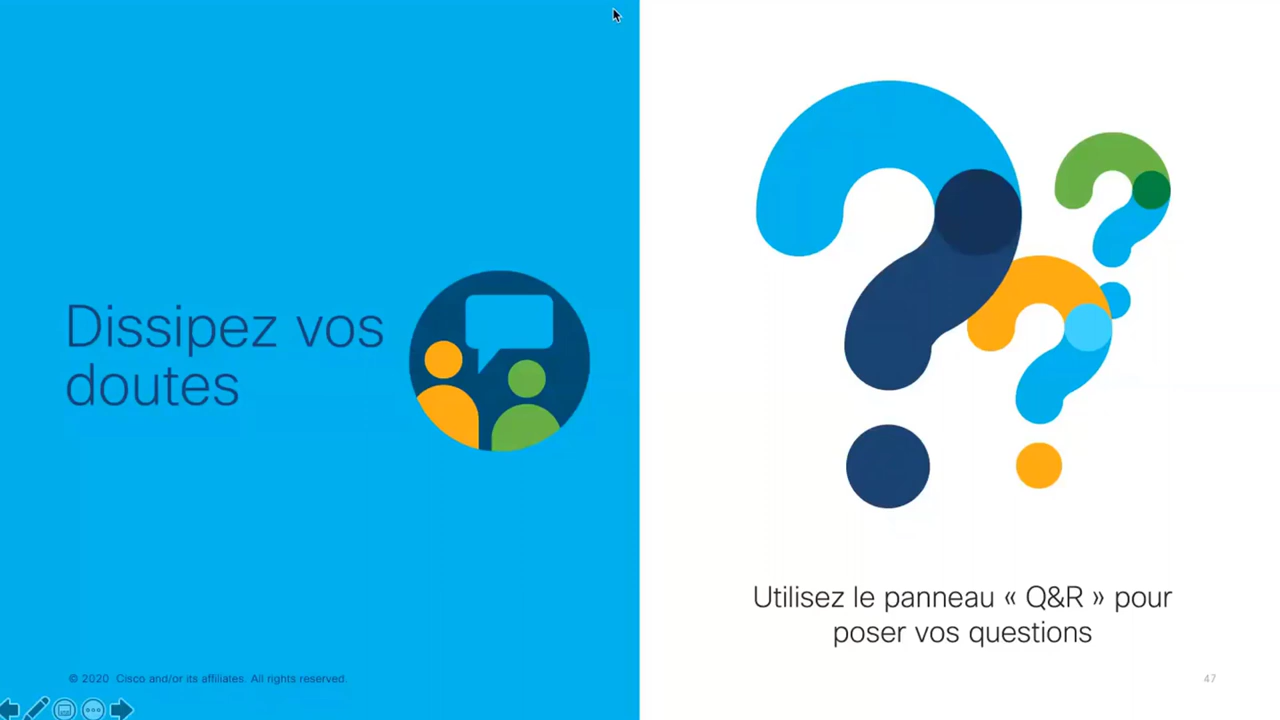 Dissipez vos
doutes
Utilisez le panneau « Q&R » pour
poser vos questions
© 2020 Cisco and/or its affiliates. All rights reserved.
47